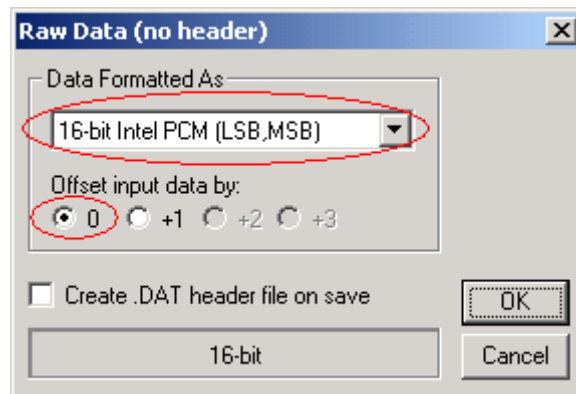 Raw Data (no header)
Data Formatted As
16-bit Intel PCM (LSB,MSB)
Offset input data by:
0 +1 +2 +3
Create .DAT header file on save
OK
16-bit
Cancel